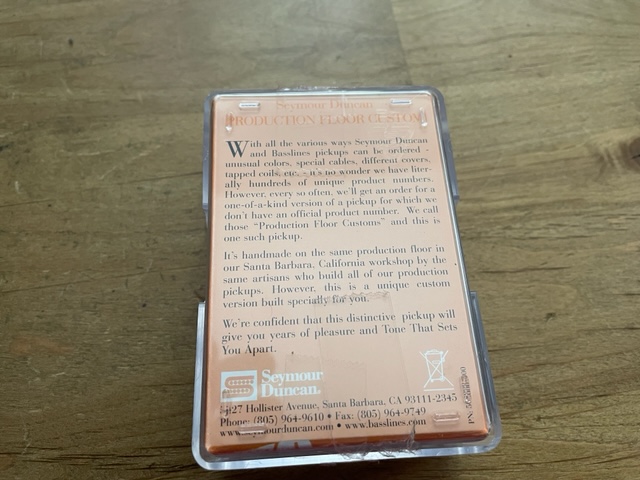 Seymour Duncan
PRODUCTION FLOOR CUSTOM
With all the various ways Seymour Duncan
and Basslines pickups can be ordered -
unusual colors, special cables, different covers,
tapped coils, etc. - it's no wonder we have liter-
ally hundreds of unique product numbers.
However, every so often, we'll get an order for a
one-of-a-kind version of a pickup for which we
don't have an official product number. We call
those "Production Floor Customs" and this is
one such pickup.
It's handmade on the same production floor in
our Santa Barbara, California workshop by the
same artisans who build all of our production
pickups. However, this is a unique custom
version built specially for you.
We're confident that this distinctive pickup will
give you years of pleasure and Tone That Sets
You Apart.
Seymour
Duncan®
Hollister Avenue, Santa Barbara, CA 93111-2345
Phone: (805) 964-9610 • Fax: (805) 964-9749
www.seymourduncan.com • www.basslines.com